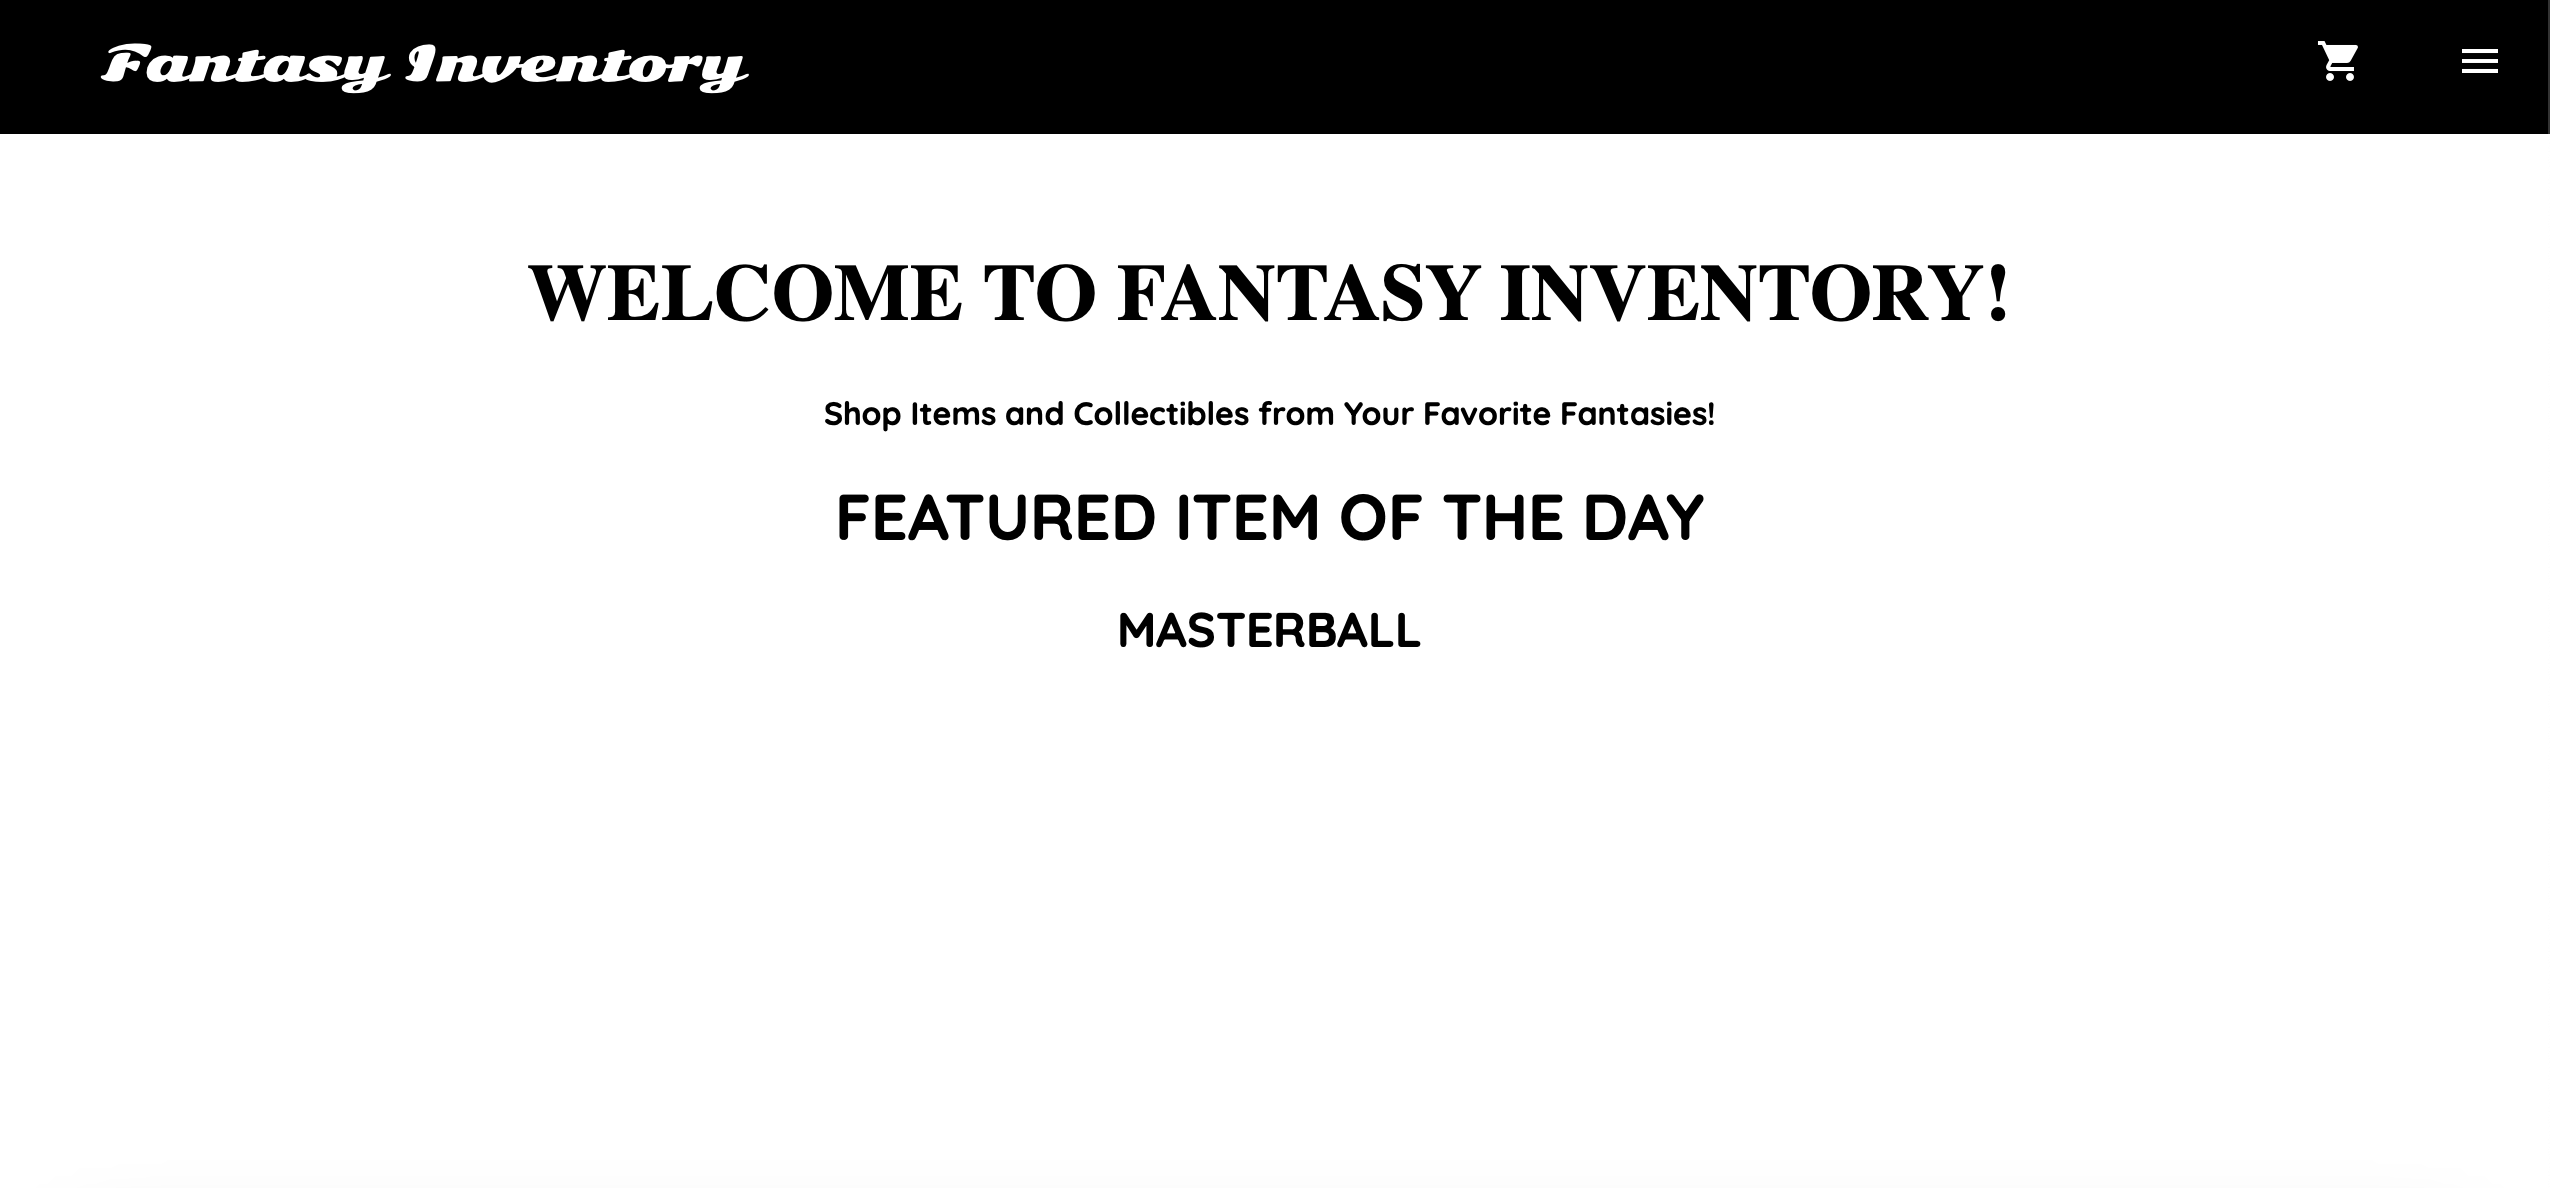 Fantasy Inventory
WELCOME TO FANTASY INVENTORY!
Shop Items and Collectibles from Your Favorite Fantasies!
FEATURED ITEM OF THE DAY
MASTERBALL